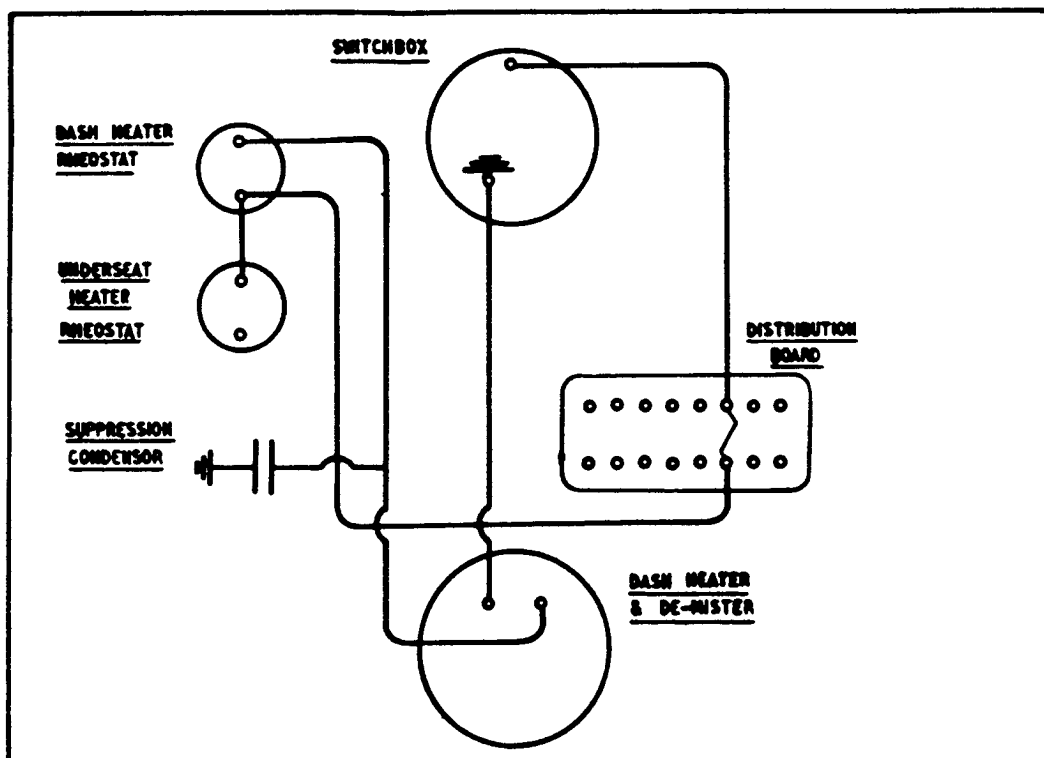 SWITCHBOX
DASH HEATER
RHEOSTAT
UNDERSEAT
HEATER
RHEOSTAT
DISTRIBUTION
BOARD
SUPPRESSION
CONDENSOR
DASH HEATER
& DE-MISTER